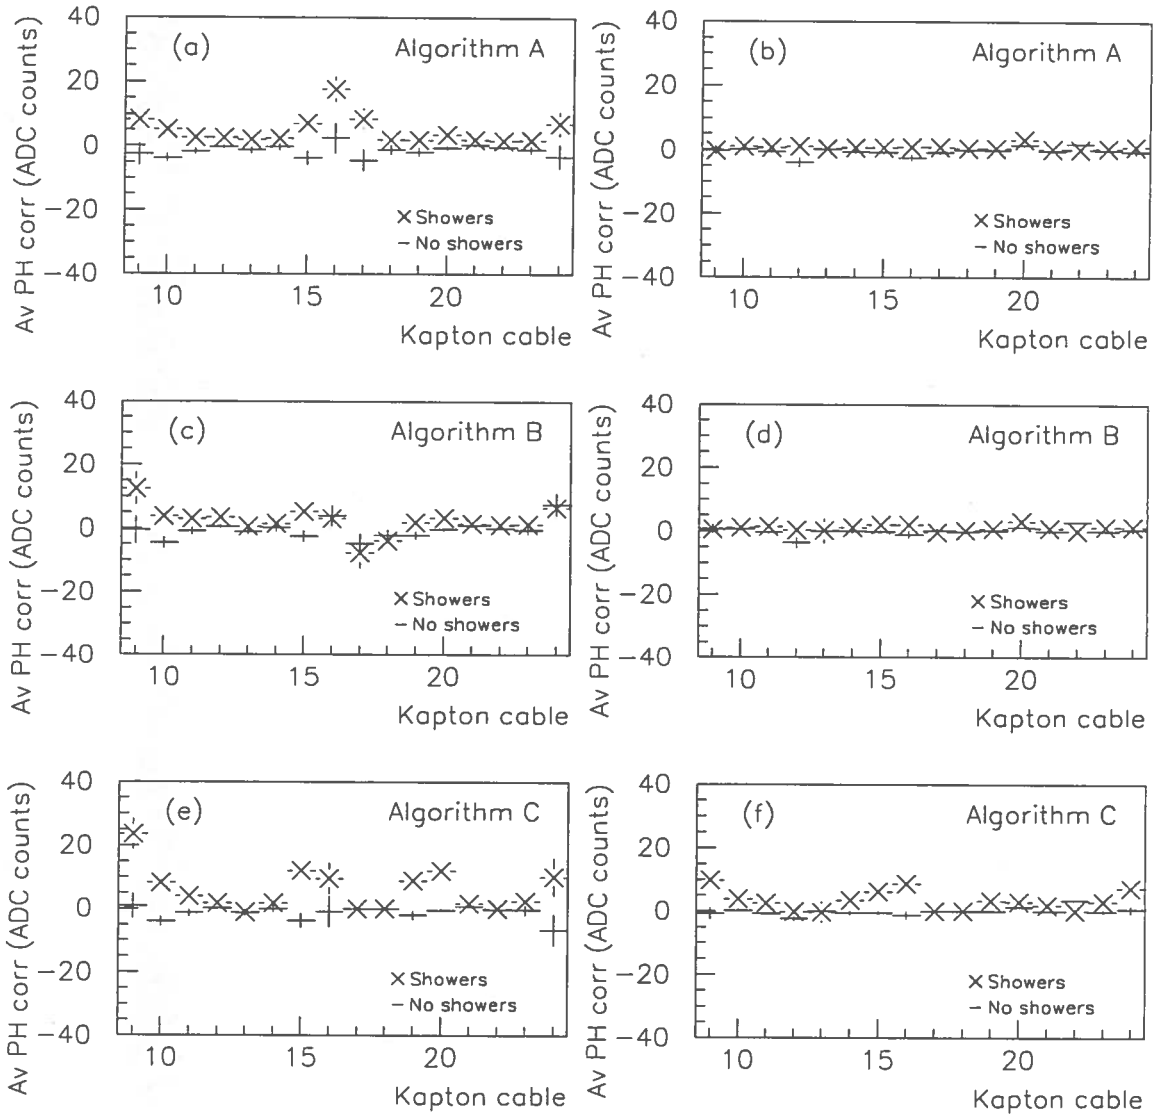 Av PH corr (ADC counts)
40
20
0
−20
−40
(a)
Algorithm A
× Showers
– No showers
10
15
20
Kapton cable
Av PH corr (ADC counts)
40
20
0
−20
−40
(b)
Algorithm A
× Showers
– No showers
10
15
20
Kapton cable
Av PH corr (ADC counts)
40
20
0
−20
−40
(c)
Algorithm B
× Showers
– No showers
10
15
20
Kapton cable
Av PH corr (ADC counts)
40
20
0
−20
−40
(d)
Algorithm B
× Showers
– No showers
10
15
20
Kapton cable
Av PH corr (ADC counts)
40
20
0
−20
−40
(e)
Algorithm C
× Showers
– No showers
10
15
20
Kapton cable
Av PH corr (ADC counts)
40
20
0
−20
−40
(f)
Algorithm C
× Showers
– No showers
10
15
20
Kapton cable